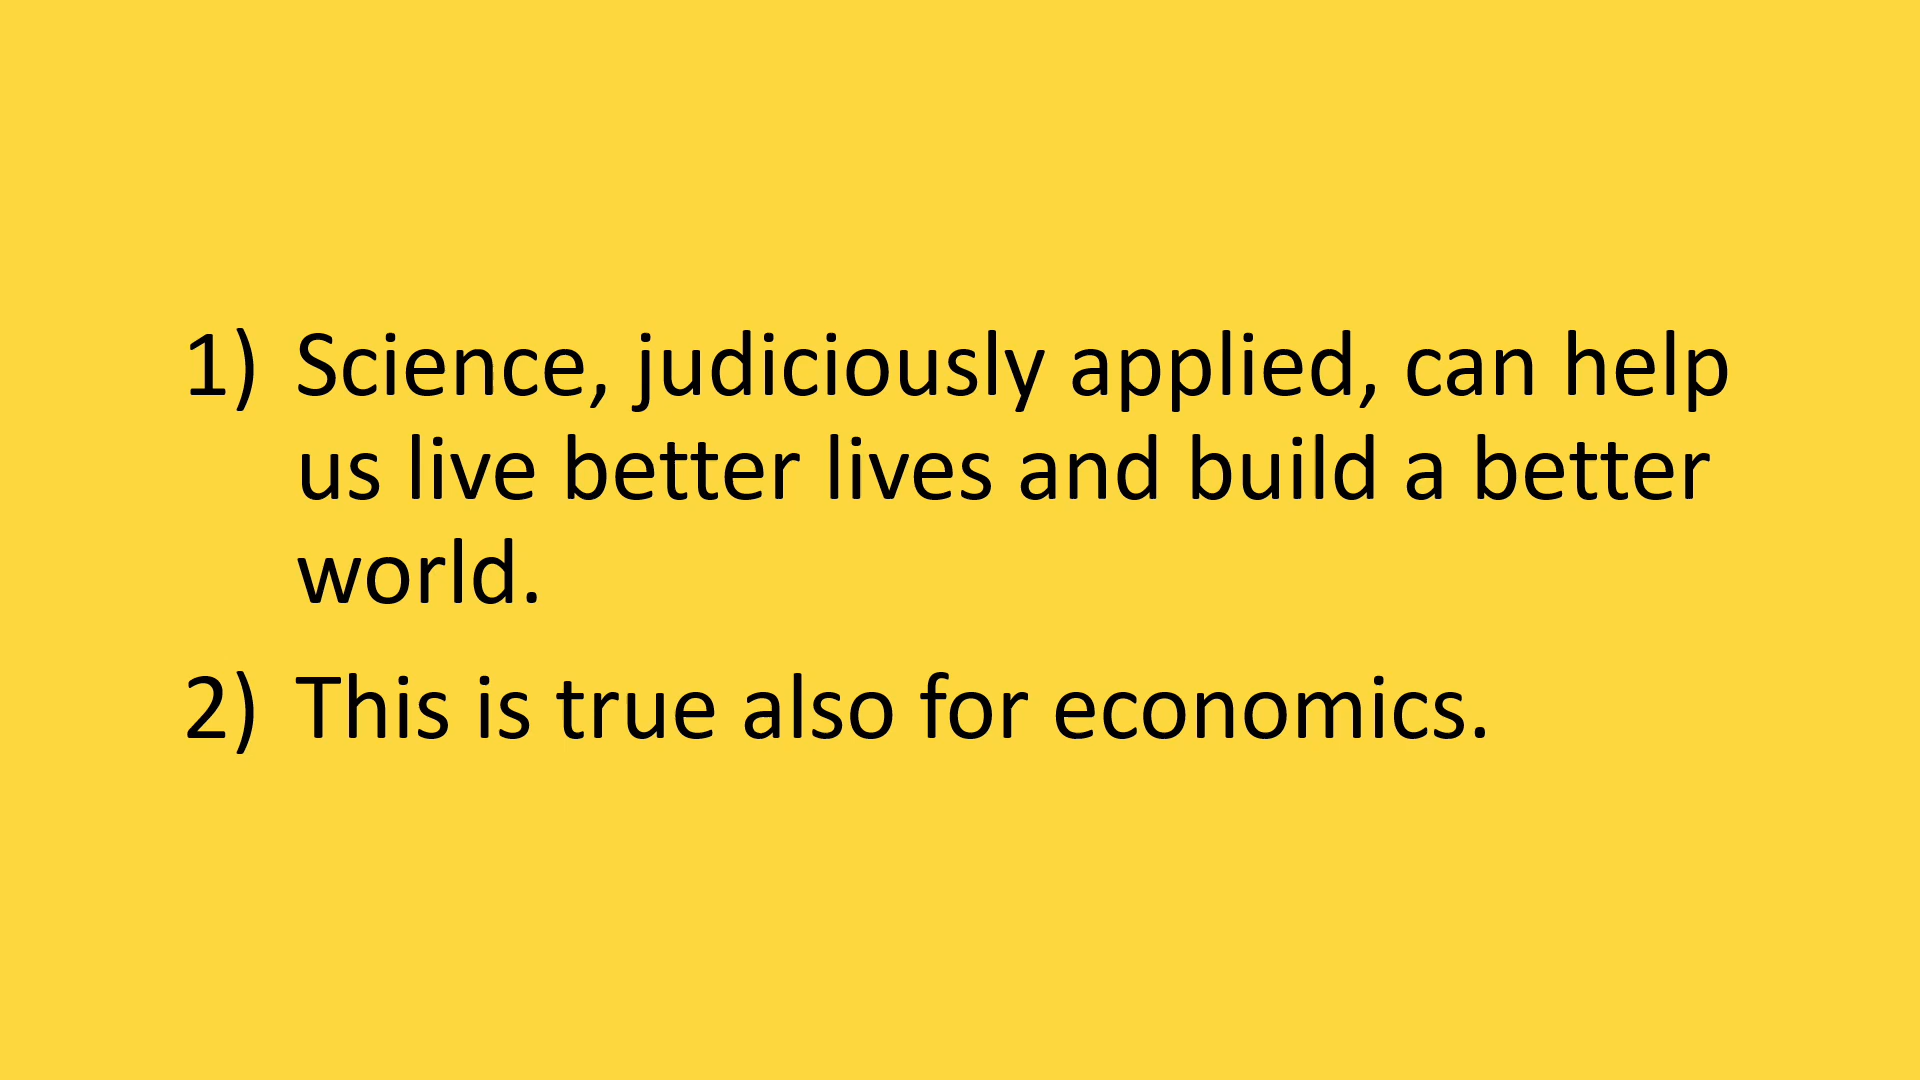 1) Science, judiciously applied, can help
us live better lives and build a better
world.
2) This is true also for economics.